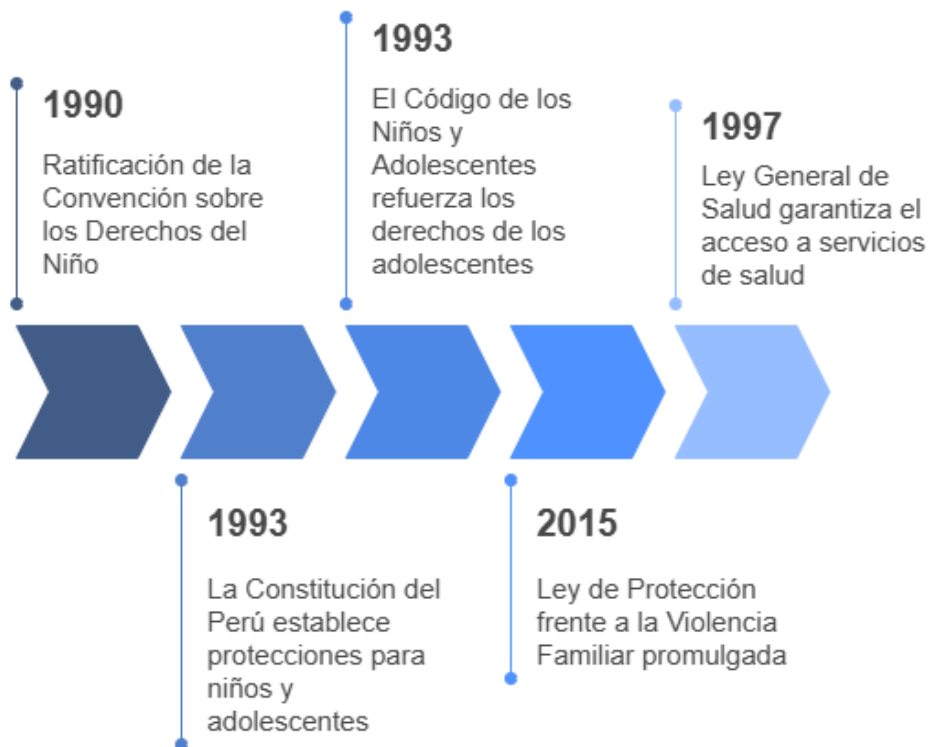 1990
Ratificación de la
Convención sobre
los Derechos del
Niño
1993
La Constitución del
Perú establece
protecciones para
niños y
adolescentes
1993
El Código de los
Niños y
Adolescentes
refuerza los
derechos de los
adolescentes
2015
Ley de Protección
frente a la Violencia
Familiar promulgada
1997
Ley General de
Salud garantiza el
acceso a servicios
de salud